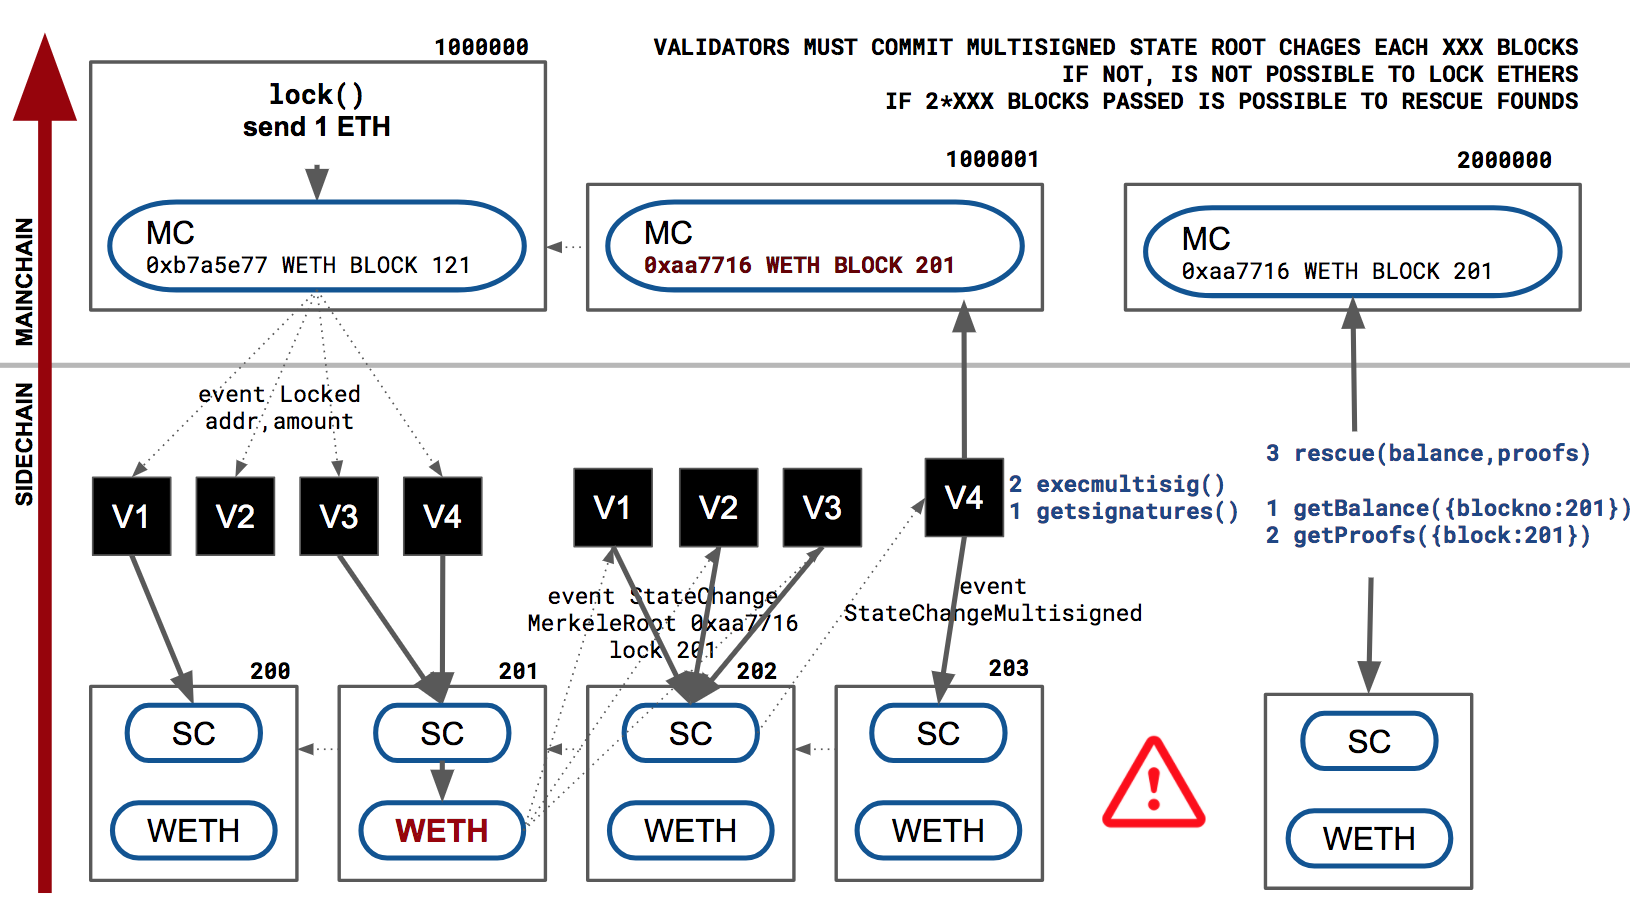 1000000
VALIDATORS MUST COMMIT MULTISIGNED STATE ROOT CHAGES EACH XXX BLOCKS
IF NOT, IS NOT POSSIBLE TO LOCK ETHERS
IF 2*XXX BLOCKS PASSED IS POSSIBLE TO RESCUE FOUNDS
lock()
send 1 ETH
MC
0xb7a5e77 WETH BLOCK 121
1000001
MC
0xaa7716 WETH BLOCK 201
2000000
MC
0xaa7716 WETH BLOCK 201
MAINCHAIN
SIDECHAIN
event Locked
addr,amount
V1
V2
V3
V4
V1
V2
V3
V4
2 execmultisig()
1 getsignatures()
3 rescue(balance,proofs)
1 getBalance({blockno:201})
2 getProofs({block:201})
event StateChange
MerkeleRoot 0xaa7716
lock 201
event
StateChangeMultisigned
200
SC
WETH
201
SC
WETH
202
SC
WETH
203
SC
WETH
!
SC
WETH